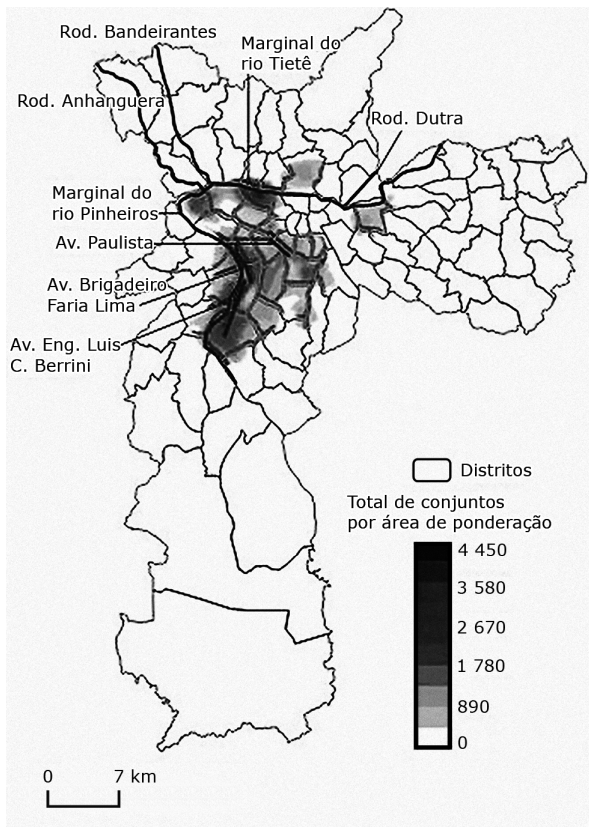 Rod. Bandeirantes
Marginal do
rio Tietê
Rod. Anhanguera
Rod. Dutra
Marginal do
rio Pinheiros
Av. Paulista
Av. Brigadeiro
Faria Lima
Av. Eng. Luis
C. Berrini
Distritos
Total de conjuntos
por área de ponderação
4 450
3 580
2 670
1 780
890
0
0 7 km